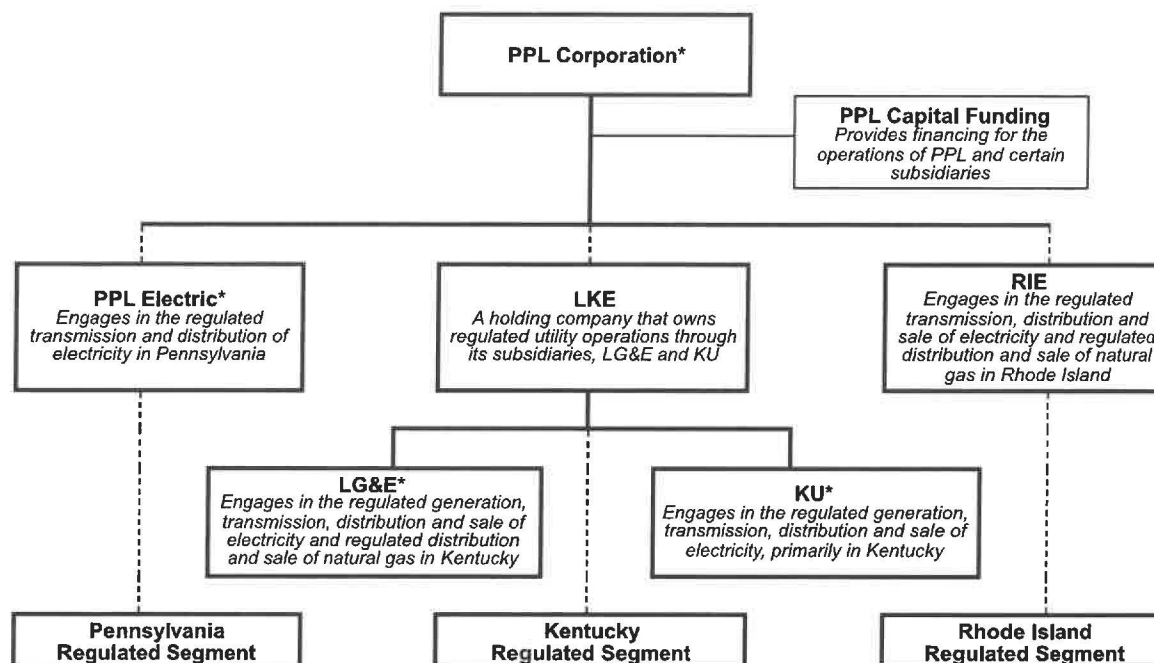 PPL Corporation*
PPL Capital Funding
Provides financing for the
operations of PPL and certain
subsidiaries
PPL Electric*
Engages in the regulated
transmission and distribution of
electricity in Pennsylvania
LKE
A holding company that owns
regulated utility operations through
its subsidiaries, LG&E and KU
RIE
Engages in the regulated
transmission, distribution and
sale of electricity and regulated
distribution and sale of natural
gas in Rhode Island
LG&E*
Engages in the regulated generation,
transmission, distribution and sale of
electricity and regulated distribution
and sale of natural gas in Kentucky
KU*
Engages in the regulated generation,
transmission, distribution and sale of
electricity, primarily in Kentucky
Pennsylvania
Regulated Segment
Kentucky
Regulated Segment
Rhode Island
Regulated Segment